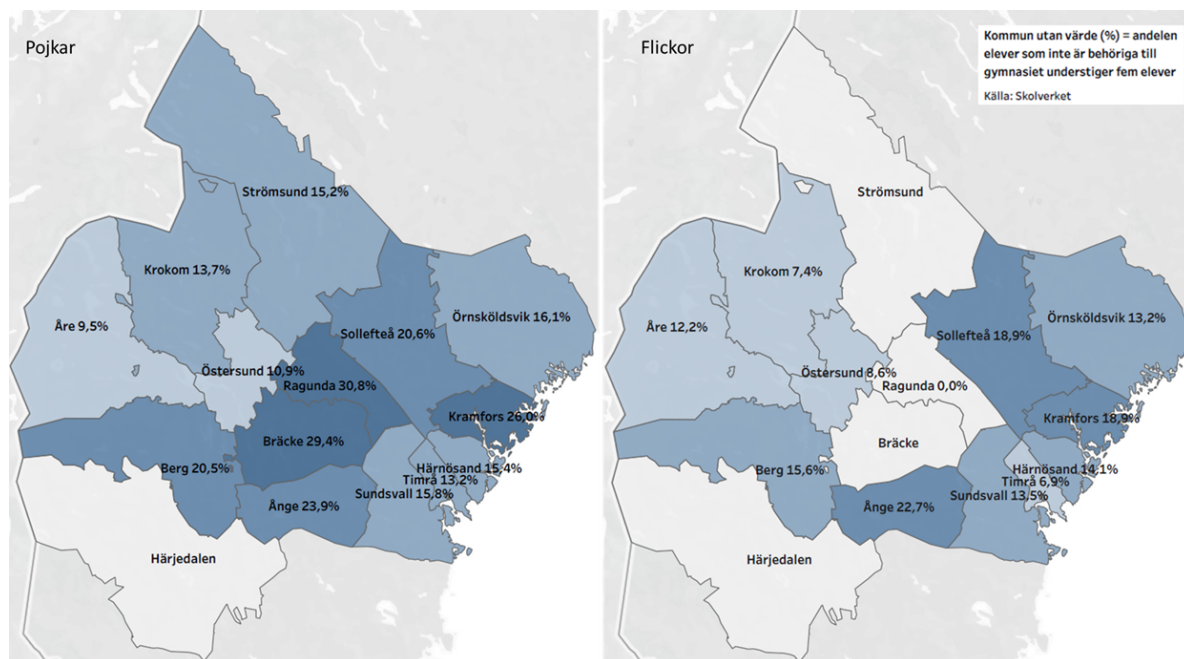 Pojkar
Strömsund 15,2%
Krokom 13,7%
Åre 9,5%
Örnsköldsvik 16,1%
Sollefteå 20,6%
Östersund 10,9%
Ragunda 30,8%
Kramfors 26,0%
Bräcke 29,4%
Berg 20,5%
Härnösand 15,4%
Timrå 13,2%
Sundsvall 15,8%
Ånge 23,9%
Härjedalen
Flickor
Kommun utan värde (%) = andelen
elever som inte är behöriga till
gymnasiet understiger fem elever
Källa: Skolverket
Strömsund
Krokom 7,4%
Åre 12,2%
Örnsköldsvik 13,2%
Sollefteå 18,9%
Östersund 8,6%
Ragunda 0,0%
Kramfors 18,9%
Bräcke
Berg 15,6%
Härnösand 14,1%
Timrå 6,9%
Sundsvall 13,5%
Ånge 22,7%
Härjedalen